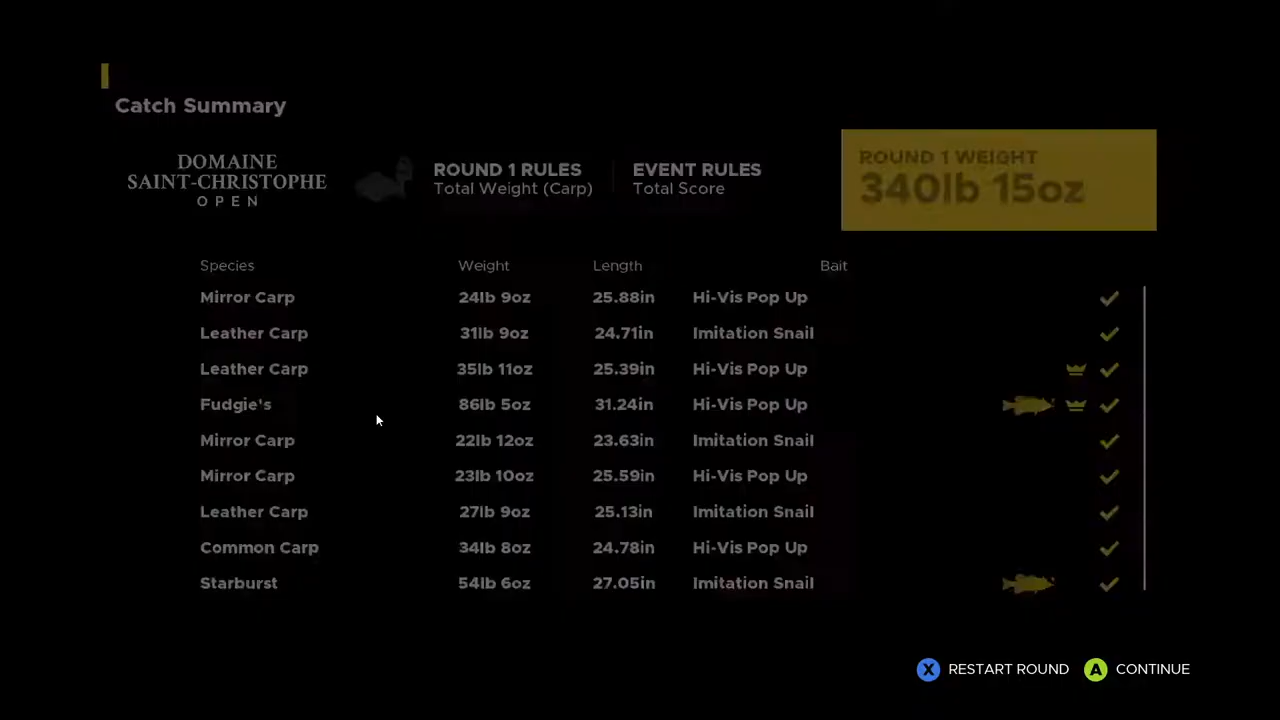 Catch Summary
DOMAINE
SAINT-CHRISTOPHE
OPEN
ROUND 1 RULES
Total Weight (Carp)
EVENT RULES
Total Score
ROUND 1 WEIGHT
340lb 15oz
Species Weight Length Bait
Mirror Carp 24lb 9oz 25.88in Hi-Vis Pop Up
Leather Carp 31lb 9oz 24.71in Imitation Snail
Leather Carp 35lb 11oz 25.39in Hi-Vis Pop Up
Fudgie's 86lb 5oz 31.24in Hi-Vis Pop Up
Mirror Carp 22lb 12oz 23.63in Imitation Snail
Mirror Carp 23lb 10oz 25.59in Hi-Vis Pop Up
Leather Carp 27lb 9oz 25.13in Imitation Snail
Common Carp 34lb 8oz 24.78in Hi-Vis Pop Up
Starburst 54lb 6oz 27.05in Imitation Snail
X RESTART ROUND A CONTINUE